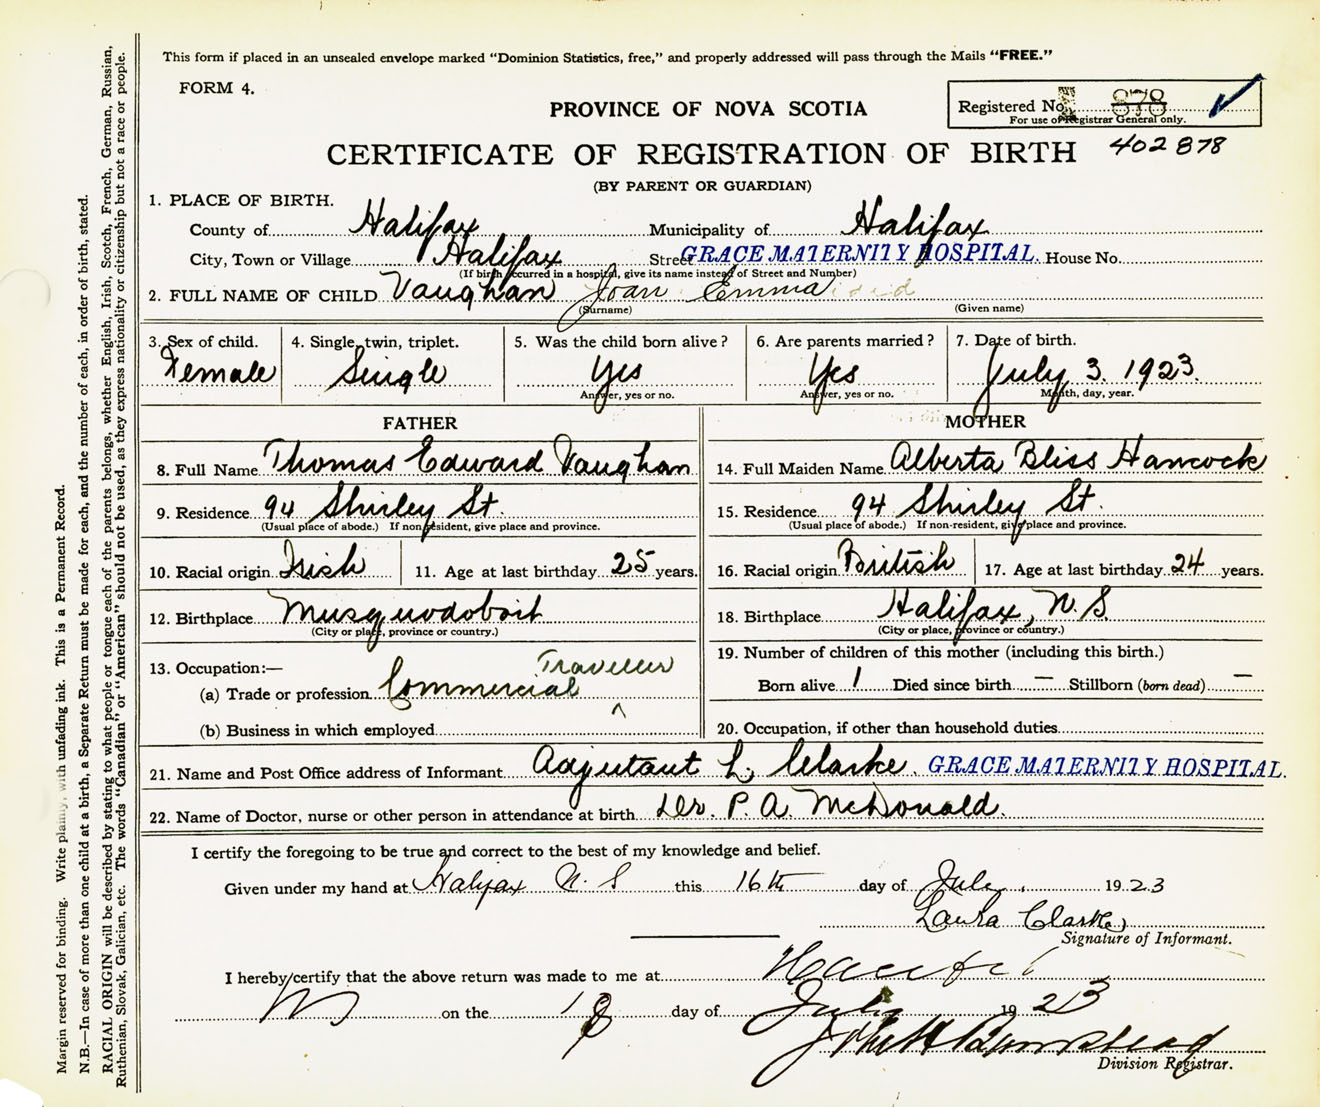 This form if placed in an unsealed envelope marked "Dominion Statistics, free," and properly addressed will pass through the Mails "FREE."
FORM 4.
PROVINCE OF NOVA SCOTIA
Registered No. 878
For use of Registrar General only.
CERTIFICATE OF REGISTRATION OF BIRTH 402878
(BY PARENT OR GUARDIAN)
1. PLACE OF BIRTH.
County of Halifax Municipality of Halifax
City, Town or Village Halifax Street GRACE MATERNITY HOSPITAL. House No.
(If birth occurred in a hospital, give its name instead of Street and Number)
2. FULL NAME OF CHILD Vaughan Joan Emma
(Surname) (Given name)
3. Sex of child. 4. Single, twin, triplet. 5. Was the child born alive? 6. Are parents married? 7. Date of birth.
Female Single Yes Yes July 3. 1923.
Answer, yes or no. Answer, yes or no. Month, day, year.
FATHER MOTHER
8. Full Name Thomas Edward Vaughan 14. Full Maiden Name Alberta Bliss Hancock
9. Residence 94 Shirley St. 15. Residence 94 Shirley St.
(Usual place of abode.) If non-resident, give place and province. (Usual place of abode.) If non-resident, give place and province.
10. Racial origin Irish 11. Age at last birthday 25 years. 16. Racial origin British 17. Age at last birthday 24 years.
12. Birthplace Musquodoboit 18. Birthplace Halifax, N.S.
(City or place, province or country.) (City or place, province or country.)
13. Occupation:— 19. Number of children of this mother (including this birth.)
(a) Trade or profession Commercial Traveller Born alive 1 Died since birth — Stillborn (born dead) —
(b) Business in which employed 20. Occupation, if other than household duties
21. Name and Post Office address of Informant Adjutant L. Clarke. GRACE MATERNITY HOSPITAL.
22. Name of Doctor, nurse or other person in attendance at birth Dr. P. A. McDonald.
I certify the foregoing to be true and correct to the best of my knowledge and belief.
Given under my hand at Halifax N. S this 16th day of July 1923
Laura Clarke
Signature of Informant.
I hereby certify that the above return was made to me at
on the 18 day of July 1923
Division Registrar.
Margin reserved for binding. Write plainly, with unfading ink. This is a Permanent Record.
N.B.—In case of more than one child at a birth, a Separate Return must be made for each, and the number of each, in order of birth, stated.
RACIAL ORIGIN will be described by stating to what people or tongue each of the parents belongs, whether English, Irish, Scotch, French, German, Russian,
Ruthenian, Slovak, Galician, etc. The words "Canadian" or "American" should not be used, as they express nationality or citizenship but not a race or people.